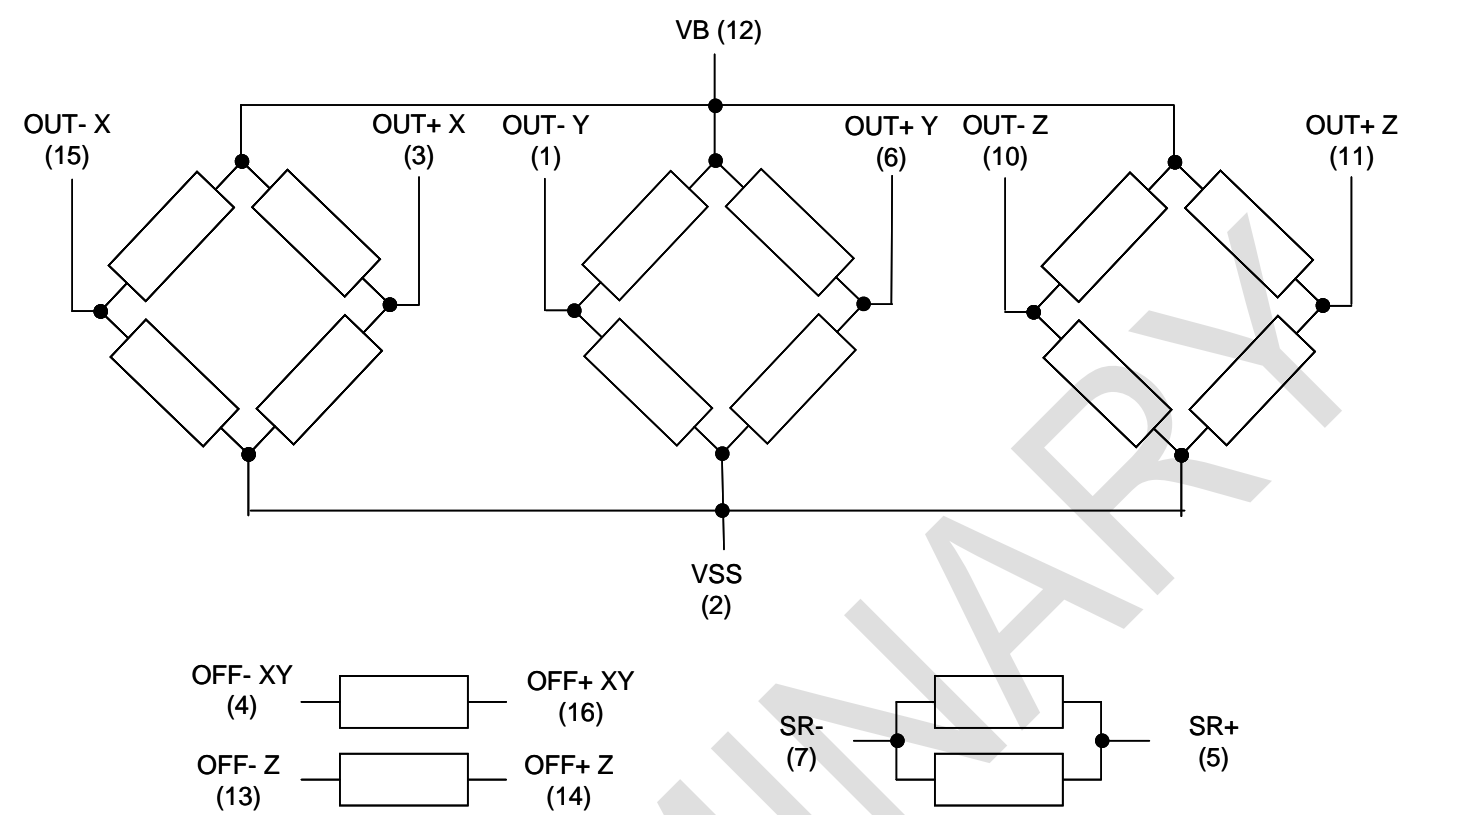 VB (12)
OUT- X
(15)
OUT+ X
(3)
OUT- Y
(1)
OUT+ Y
(6)
OUT- Z
(10)
OUT+ Z
(11)
VSS
(2)
OFF- XY
(4)
OFF+ XY
(16)
OFF- Z
(13)
OFF+ Z
(14)
SR-
(7)
SR+
(5)
MINARY